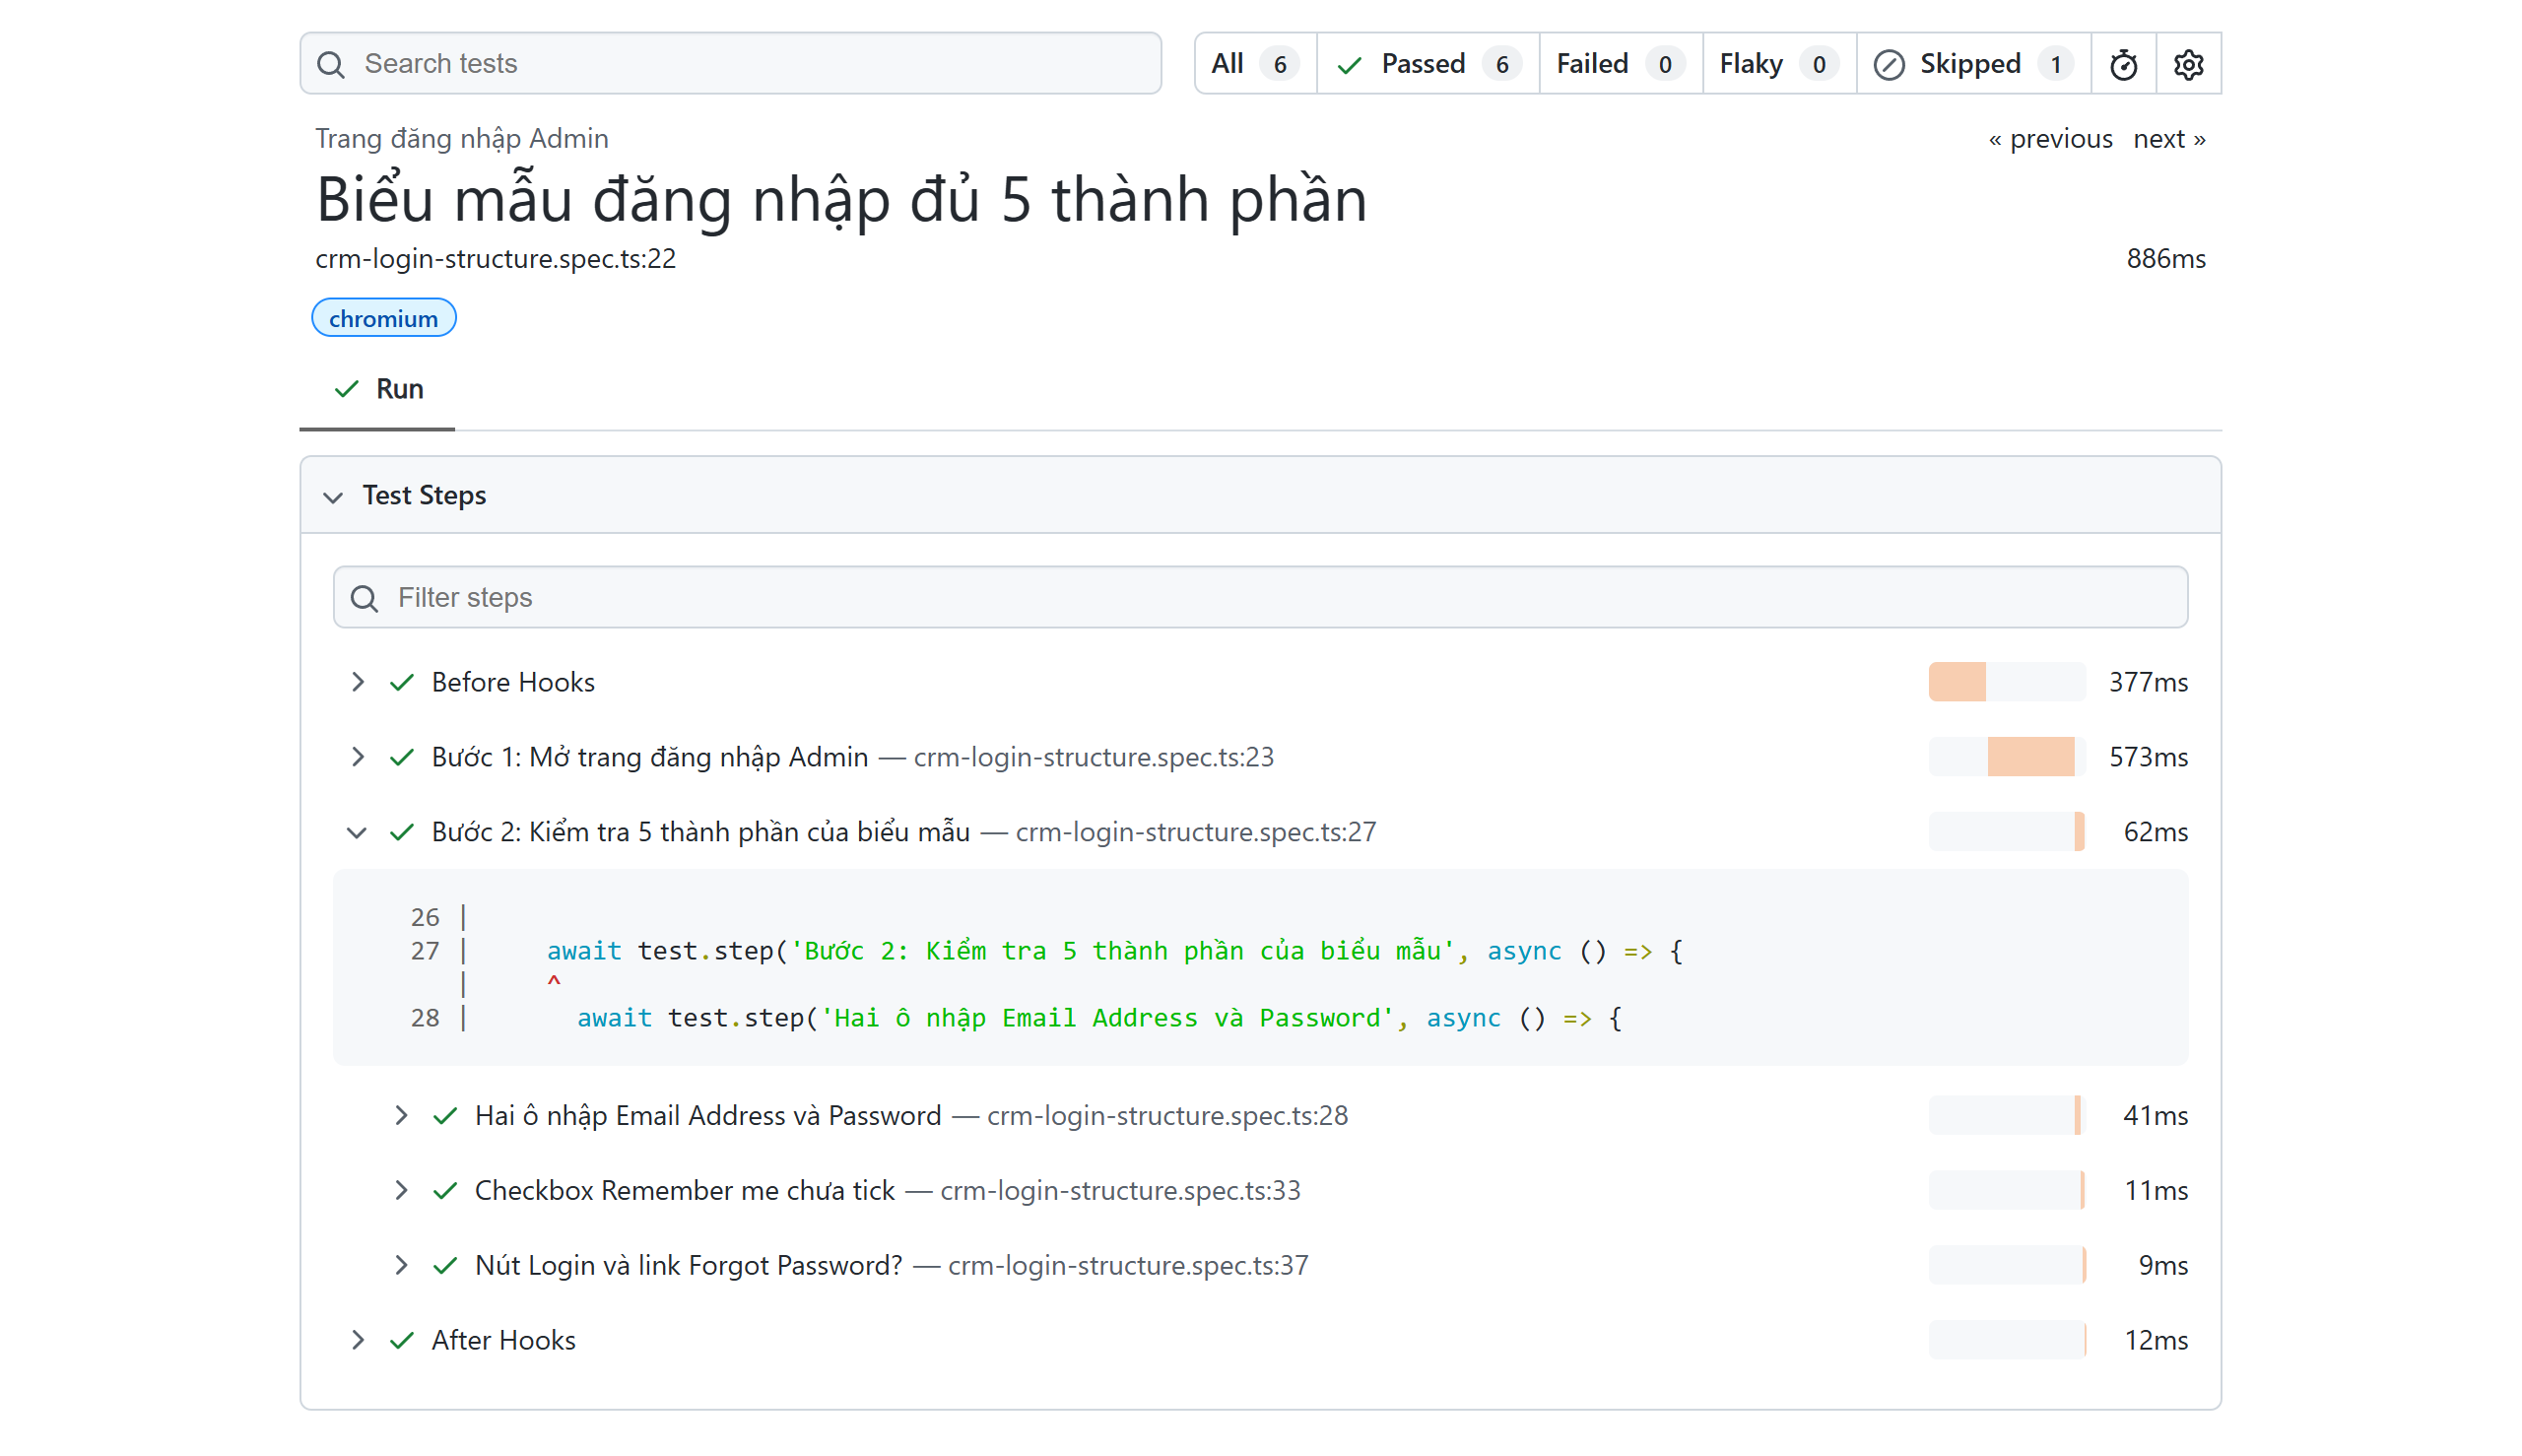 Search tests
All 6 Passed 6 Failed 0 Flaky 0 Skipped 1
Trang đăng nhập Admin
« previous next »
Biểu mẫu đăng nhập đủ 5 thành phần
crm-login-structure.spec.ts:22
886ms
chromium
Run
Test Steps
Filter steps
Before Hooks 377ms
Bước 1: Mở trang đăng nhập Admin — crm-login-structure.spec.ts:23 573ms
Bước 2: Kiểm tra 5 thành phần của biểu mẫu — crm-login-structure.spec.ts:27 62ms
26 |
27 |     await test.step('Bước 2: Kiểm tra 5 thành phần của biểu mẫu', async () => {
   |     ^
28 |       await test.step('Hai ô nhập Email Address và Password', async () => {
Hai ô nhập Email Address và Password — crm-login-structure.spec.ts:28 41ms
Checkbox Remember me chưa tick — crm-login-structure.spec.ts:33 11ms
Nút Login và link Forgot Password? — crm-login-structure.spec.ts:37 9ms
After Hooks 12ms